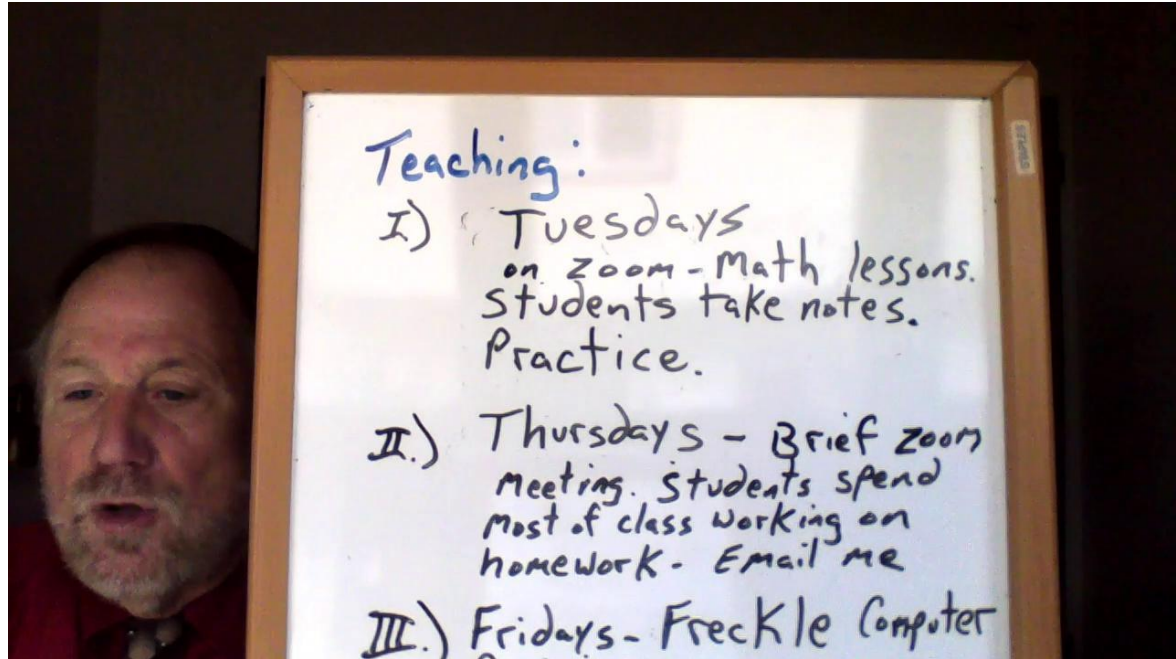 Teaching:
I) Tuesdays
on zoom - Math lessons.
Students take notes.
Practice.
II.) Thursdays - Brief zoom
meeting. Students spend
most of class working on
homework. Email me
III.) Fridays - Freckle Computer